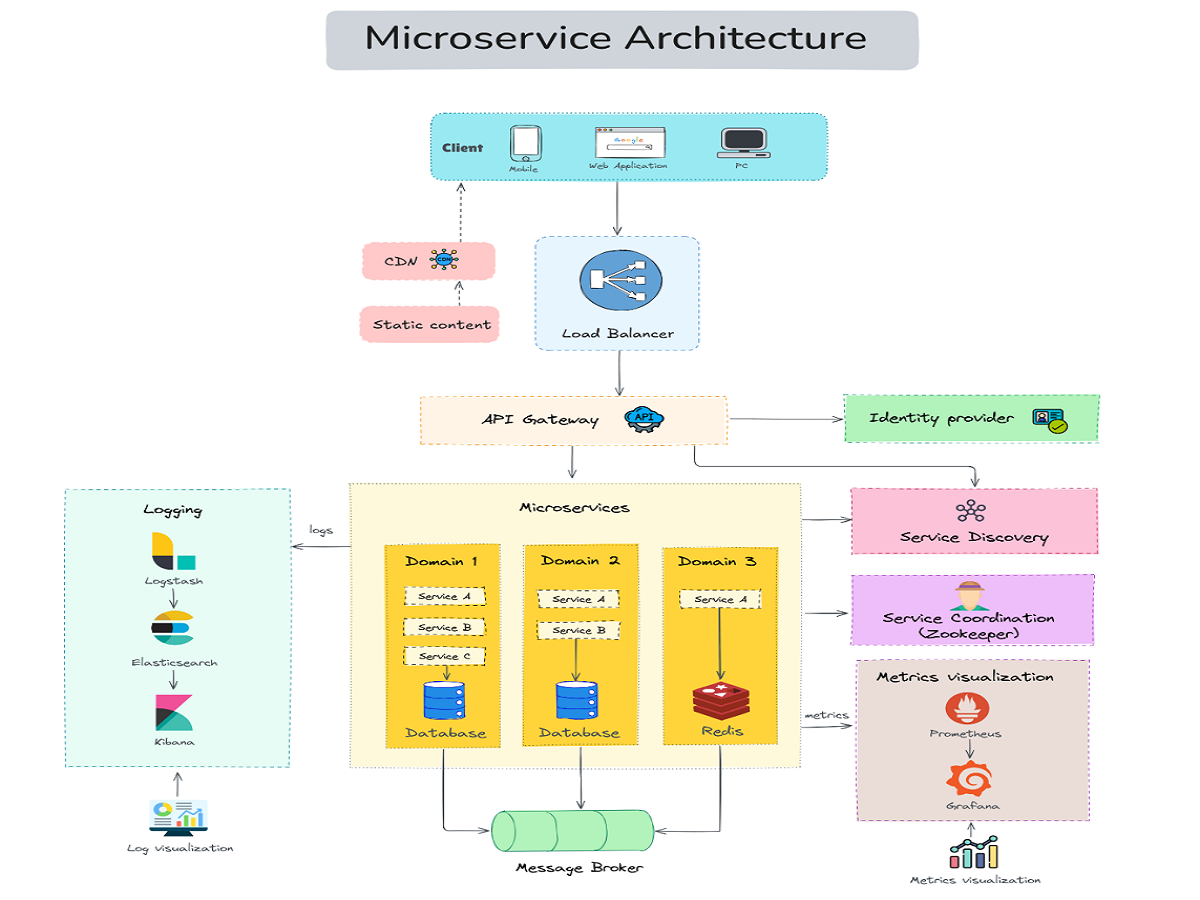 Microservice Architecture
Client
Mobile
Google
Web Application
PC
CDN
CDN
Static content
Load Balancer
API Gateway
API
Identity provider
Logging
Logstash
Elasticsearch
Kibana
Log visualization
logs
Microservices
Domain 1
Service A
Service B
Service C
Database
Domain 2
Service A
Service B
Database
Domain 3
Service A
Redis
Message Broker
Service Discovery
Service Coordination
(Zookeeper)
metrics
Metrics visualization
Prometheus
Grafana
Metrics visualization